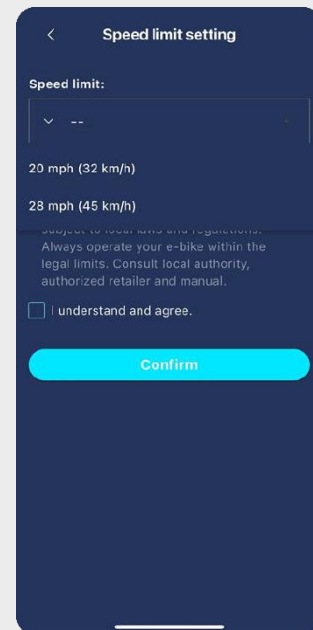 Speed limit setting
Speed limit:
--
20 mph (32 km/h)
28 mph (45 km/h)
subject to local laws and regulations.
Always operate your e-bike within the
legal limits. Consult local authority,
authorized retailer and manual.
I understand and agree.
Confirm